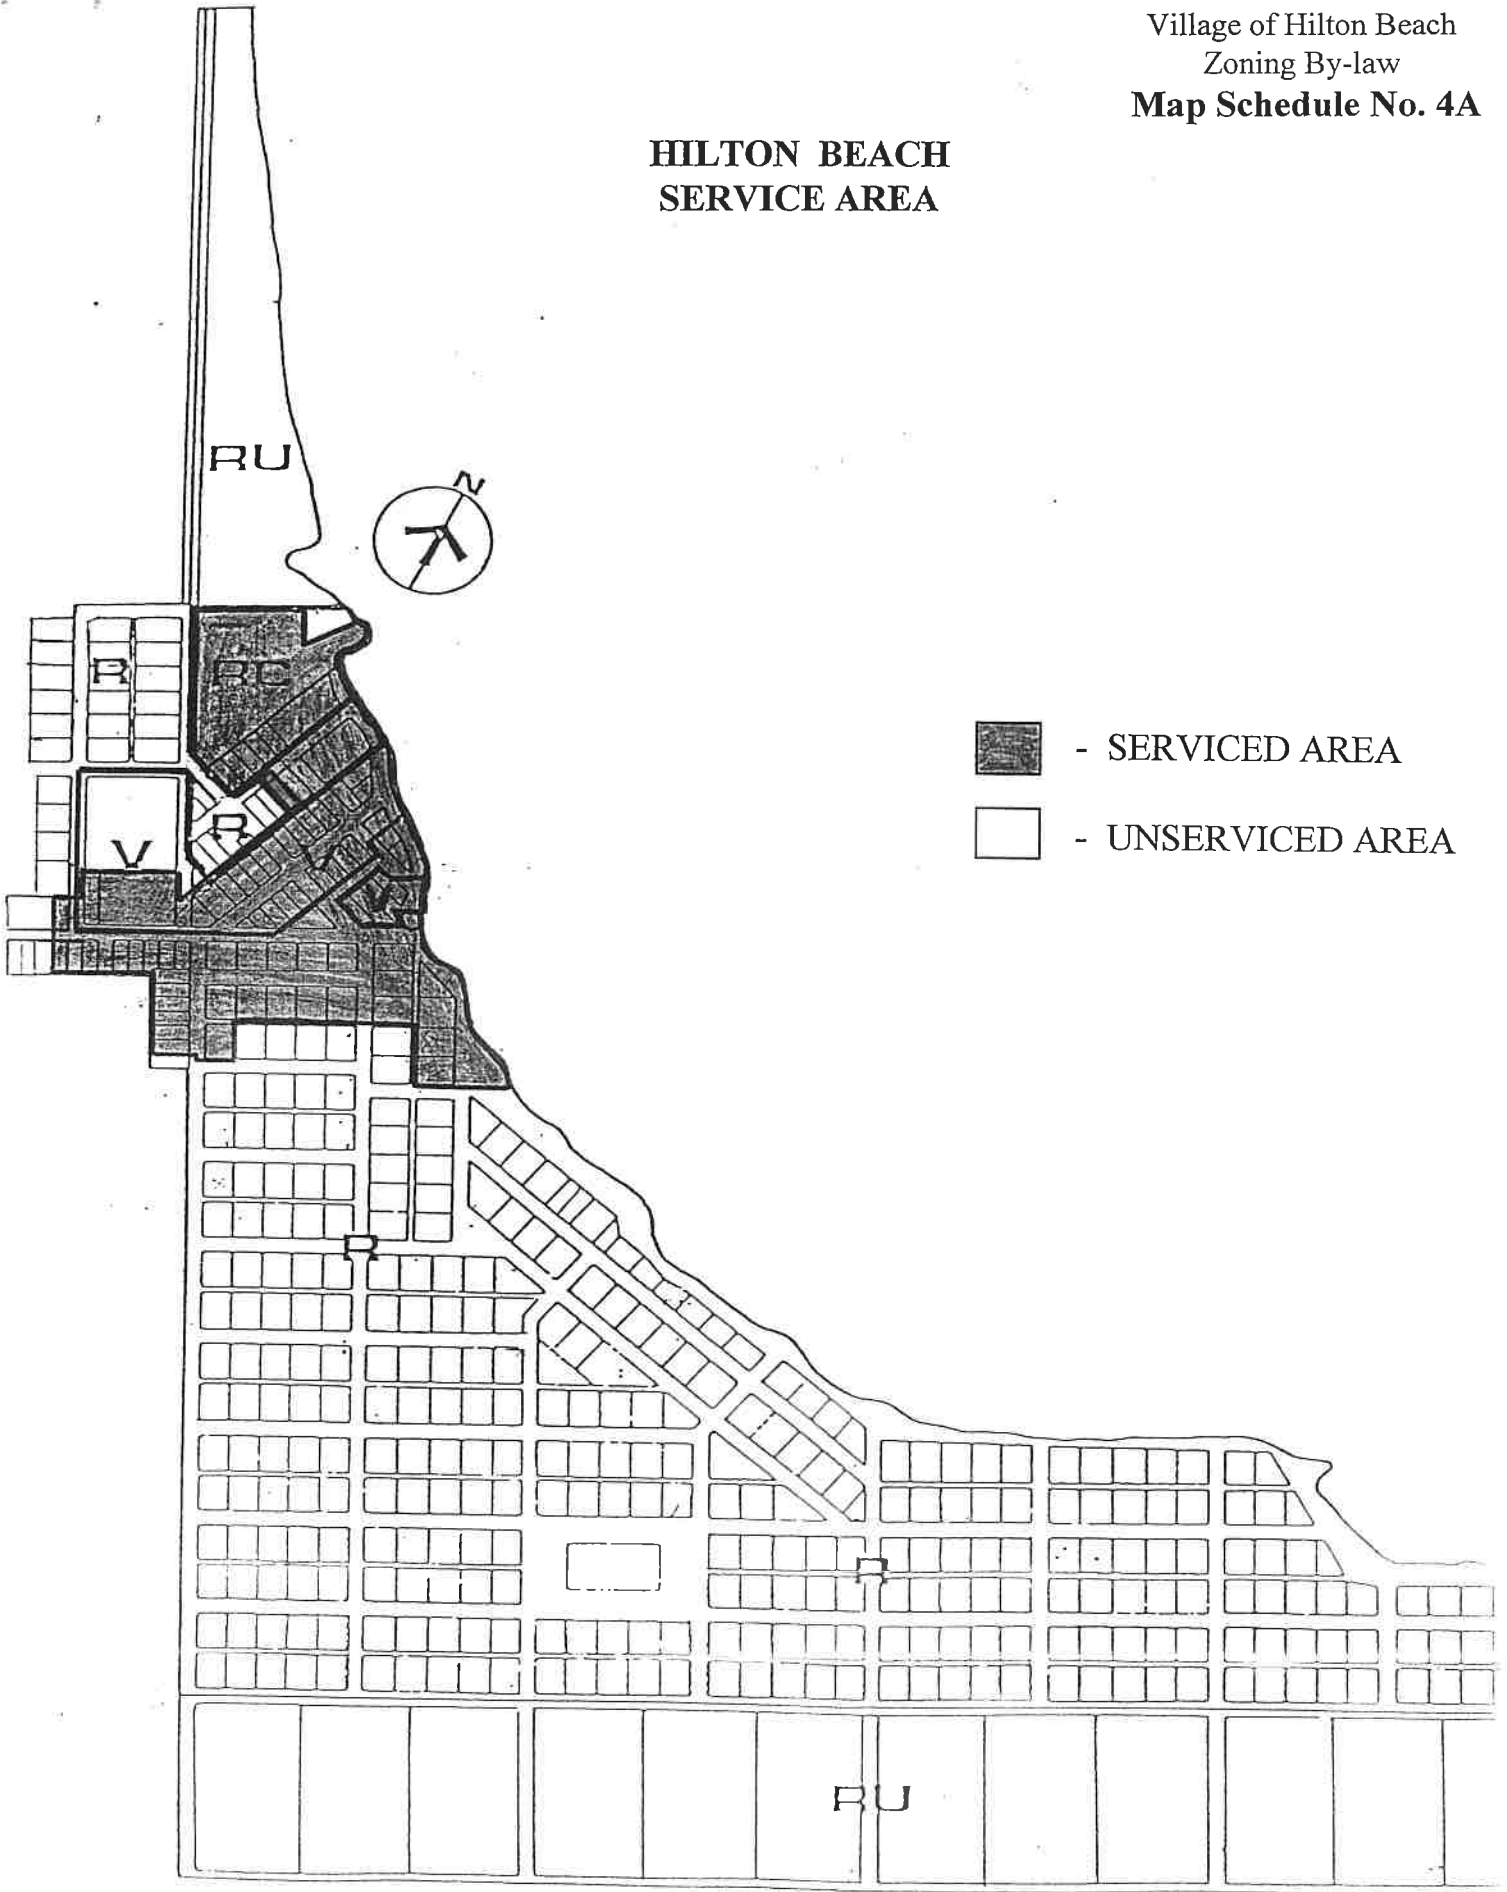 Village of Hilton Beach
Zoning By-law
Map Schedule No. 4A
HILTON BEACH
SERVICE AREA
RU
N
R
RC
- SERVICED AREA
- UNSERVICED AREA
R
V
V
V
R
R
RU